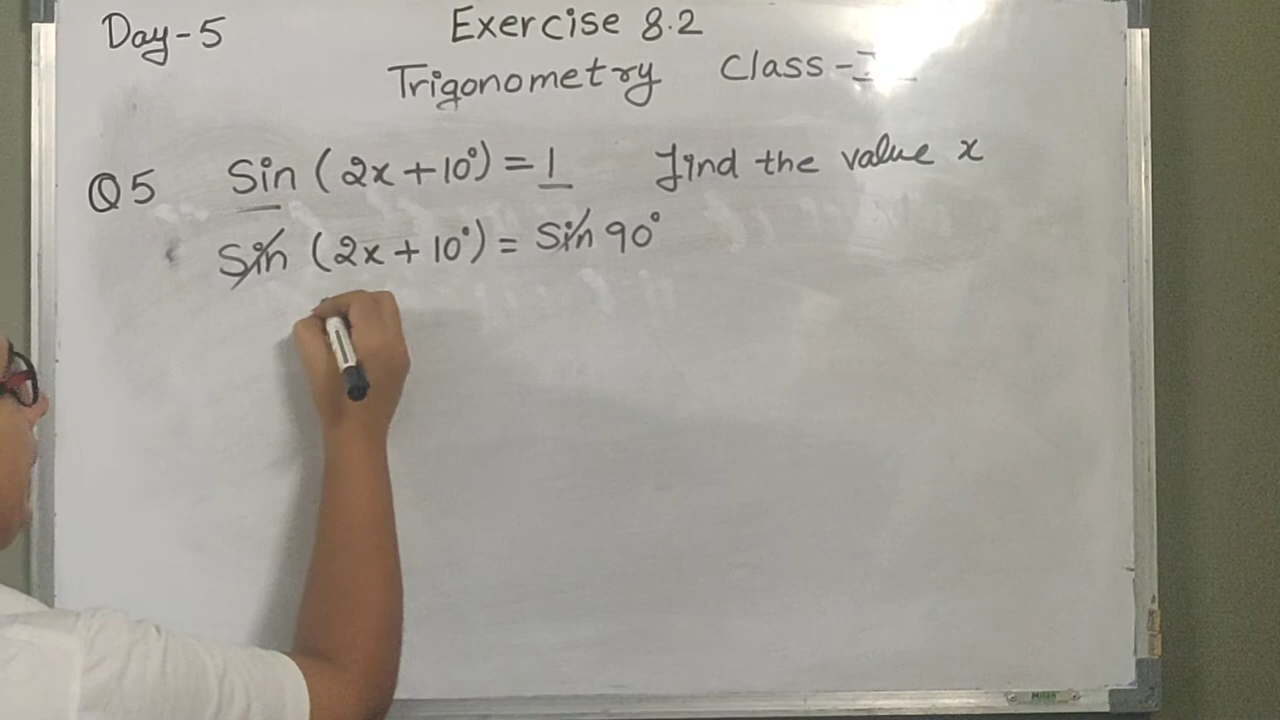 Day-5
Exercise 8.2
Trigonometry Class-
Q5 Sin (2x+10°) = 1 find the value x
Sin (2x+10°) = Sin 90°